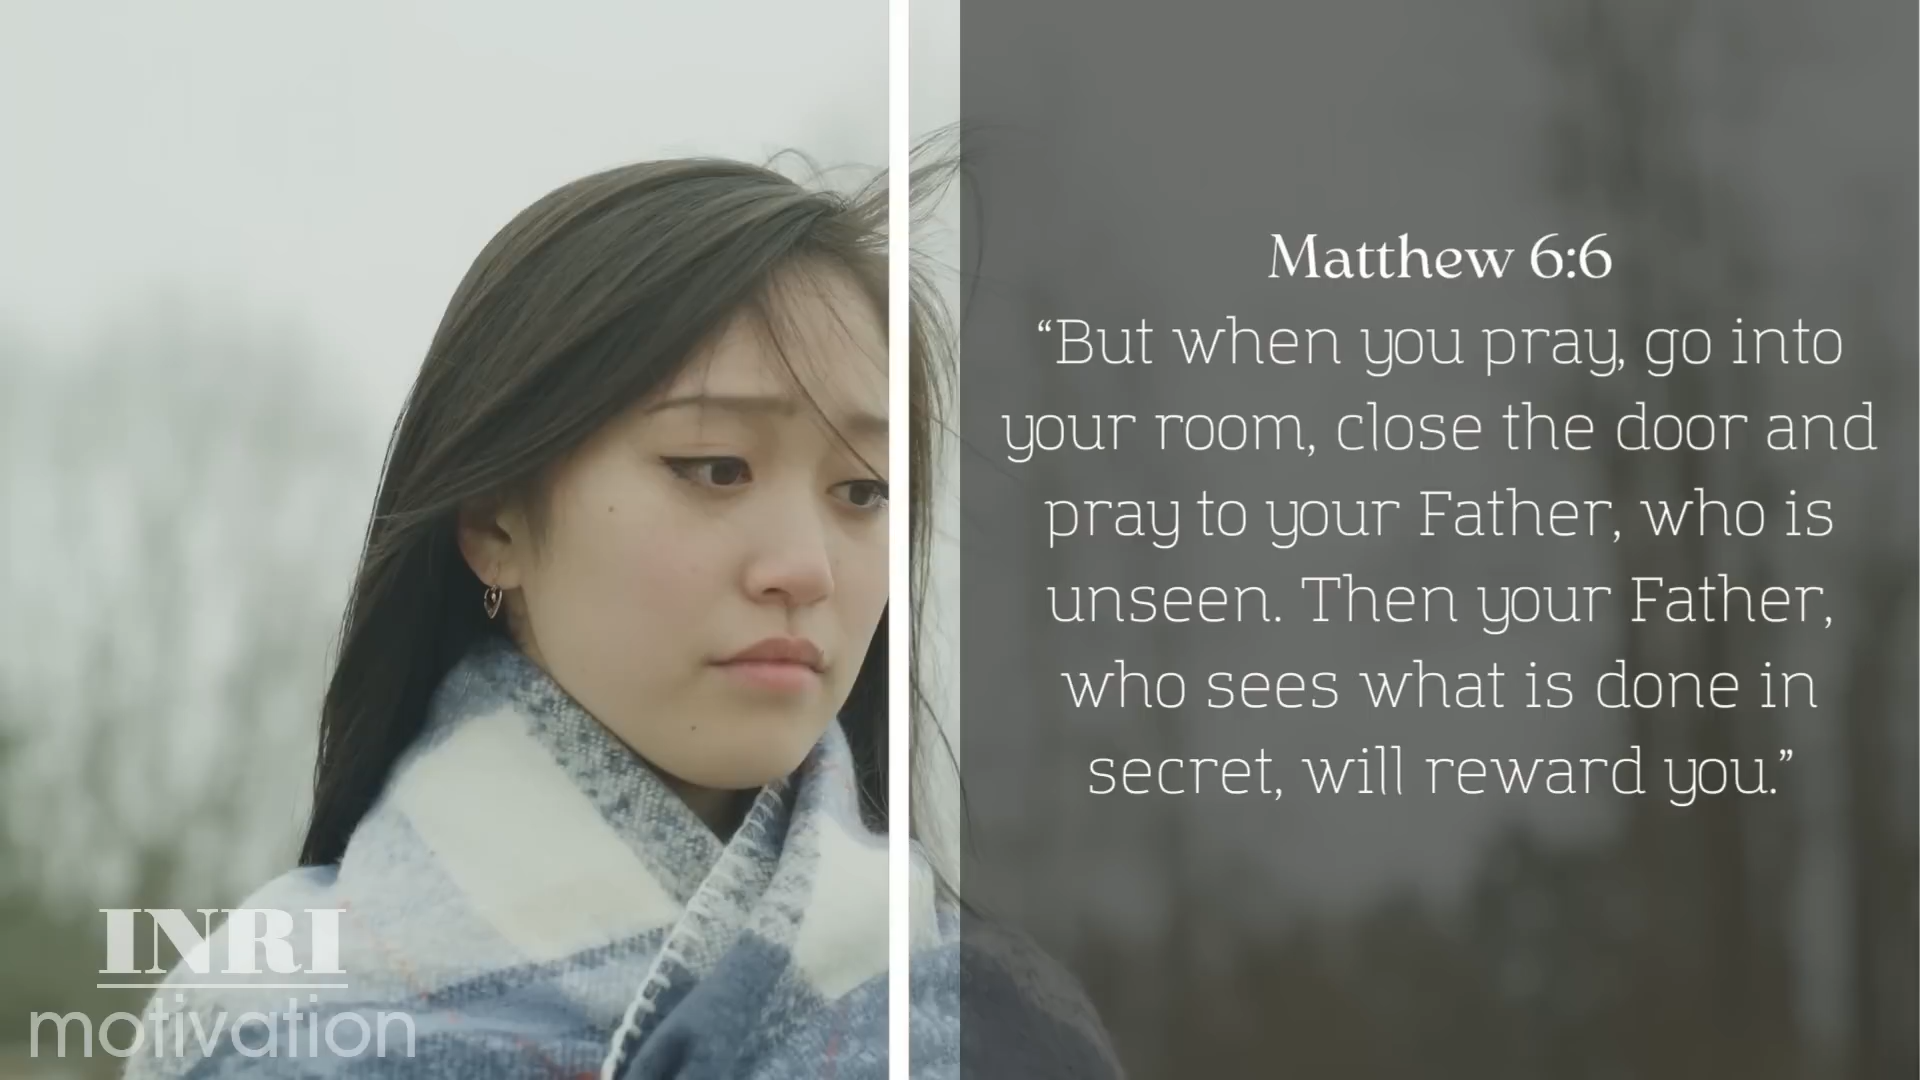 Matthew 6:6
“But when you pray, go into
your room, close the door and
pray to your Father, who is
unseen. Then your Father,
who sees what is done in
secret, will reward you.”
INRI
motivation